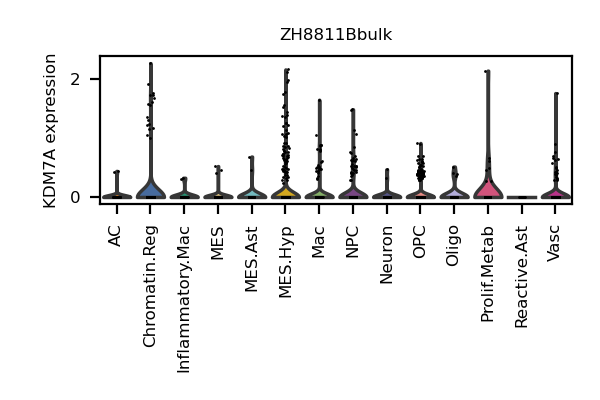 ZH8811Bbulk
KDM7A expression
2
0
AC
Chromatin.Reg
Inflammatory.Mac
MES
MES.Ast
MES.Hyp
Mac
NPC
Neuron
OPC
Oligo
Prolif.Metab
Reactive.Ast
Vasc